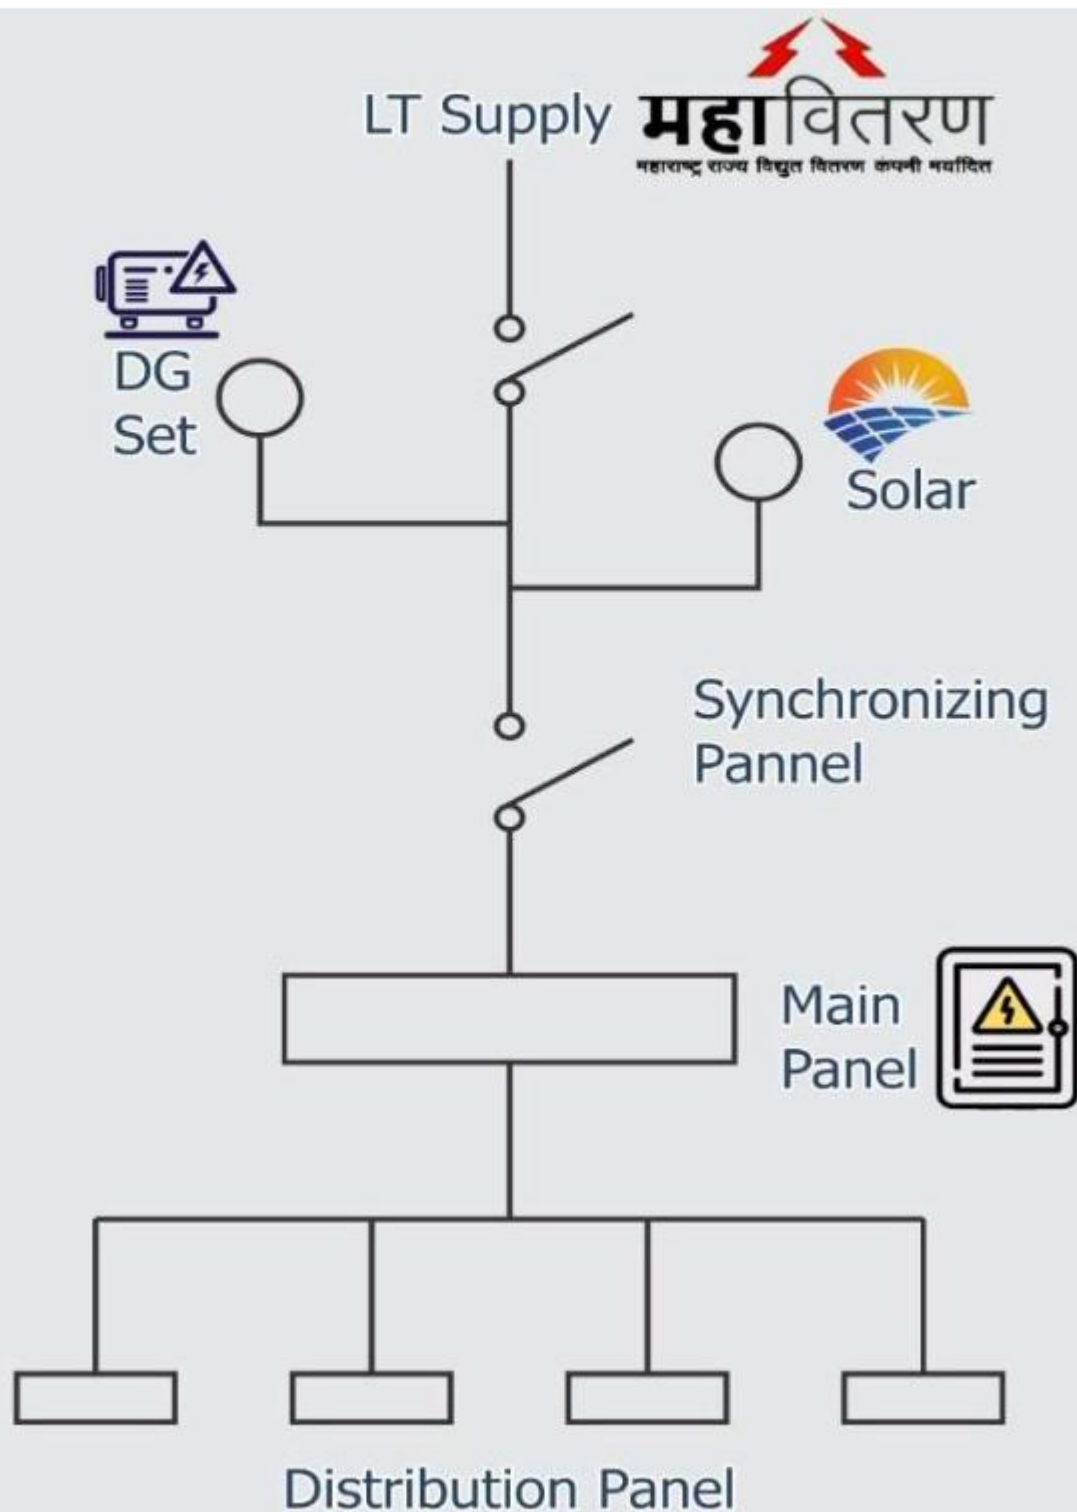 LT Supply
महावितरण
महाराष्ट्र राज्य विद्युत वितरण कंपनी मर्यादित
DG
Set
Solar
Synchronizing
Pannel
Main
Panel
Distribution Panel